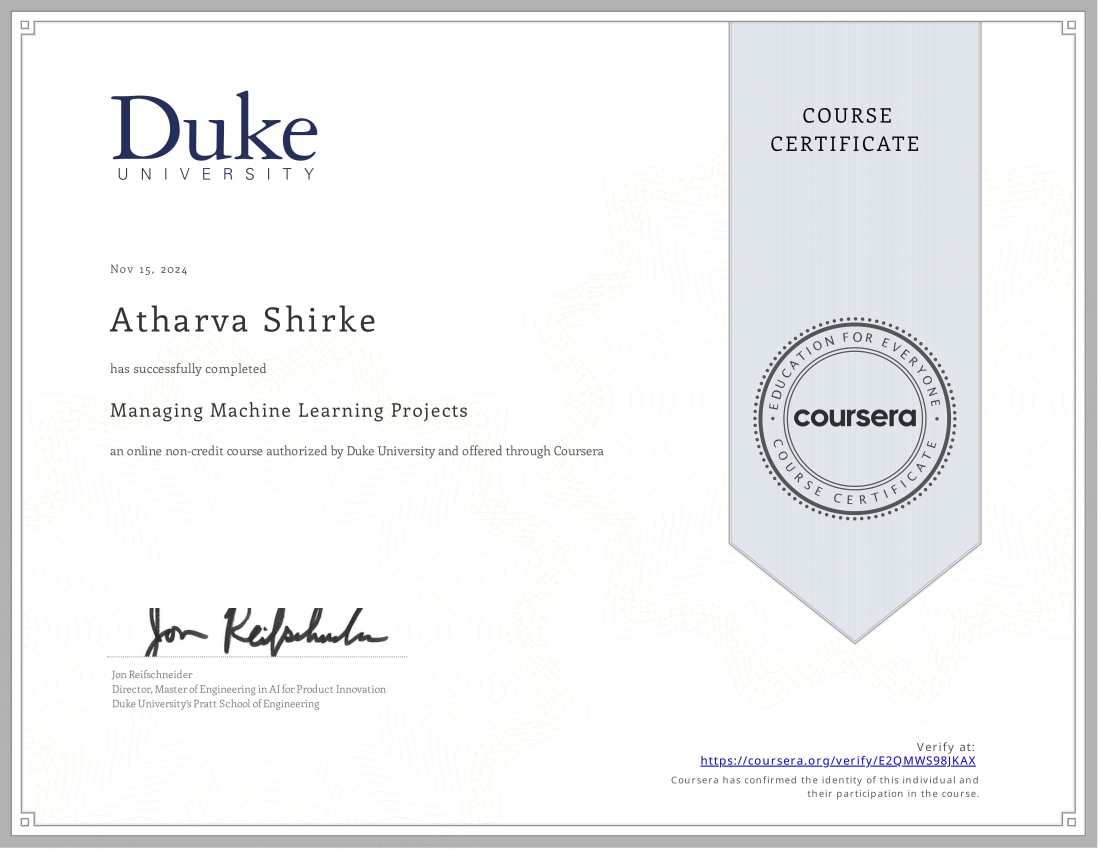 Duke
UNIVERSITY
COURSE
CERTIFICATE
Nov 15, 2024
Atharva Shirke
has successfully completed
Managing Machine Learning Projects
an online non-credit course authorized by Duke University and offered through Coursera
EDUCATION FOR EVERYONE
coursera
COURSE CERTIFICATE
Jon Reifschneider
Jon Reifschneider
Director, Master of Engineering in AI for Product Innovation
Duke University's Pratt School of Engineering
Verify at:
https://coursera.org/verify/E2QMWS98JKAX
Coursera has confirmed the identity of this individual and
their participation in the course.